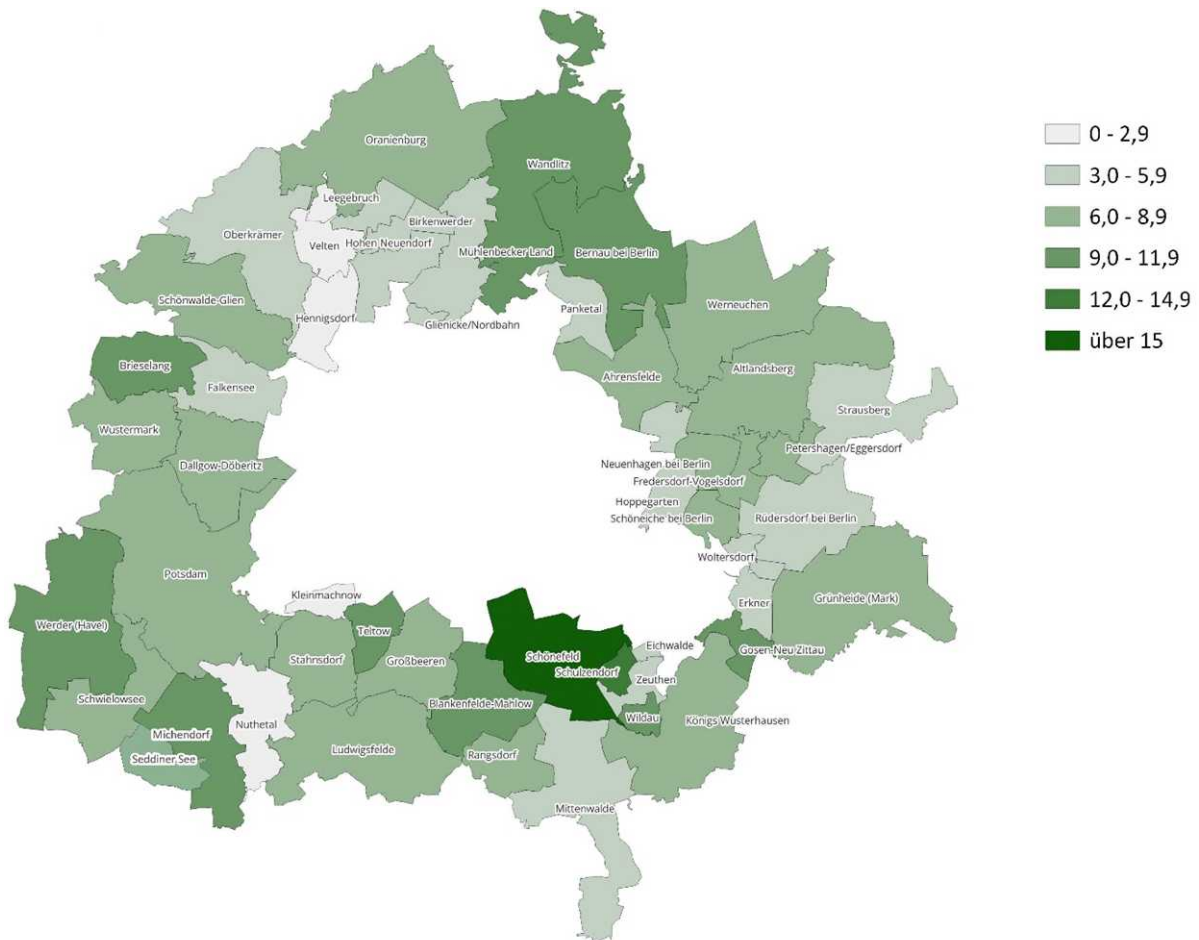 0 - 2,9
3,0 - 5,9
6,0 - 8,9
9,0 - 11,9
12,0 - 14,9
über 15
Oranienburg
Wandlitz
Leegebruch
Birkenwerder
Oberkrämer
Velten
Hohen Neuendorf
Mühlenbecker Land
Bernau bei Berlin
Schönwalde-Glien
Hennigsdorf
Glienicke/Nordbahn
Panketal
Werneuchen
Brieselang
Falkensee
Ahrensfelde
Altlandsberg
Strausberg
Wustermark
Dallgow-Döberitz
Petershagen/Eggersdorf
Neuenhagen bei Berlin
Fredersdorf-Vogelsdorf
Hoppegarten
Schöneiche bei Berlin
Rüdersdorf bei Berlin
Woltersdorf
Potsdam
Kleinmachnow
Erkner
Grünheide (Mark)
Werder (Havel)
Teltow
Stahnsdorf
Großbeeren
Schönefeld
Schulzendorf
Eichwalde
Zeuthen
Gosen-Neu Zittau
Schwielowsee
Blankenfelde-Mahlow
Wildau
Königs Wusterhausen
Michendorf
Nuthetal
Seddiner See
Ludwigsfelde
Rangsdorf
Mittenwalde